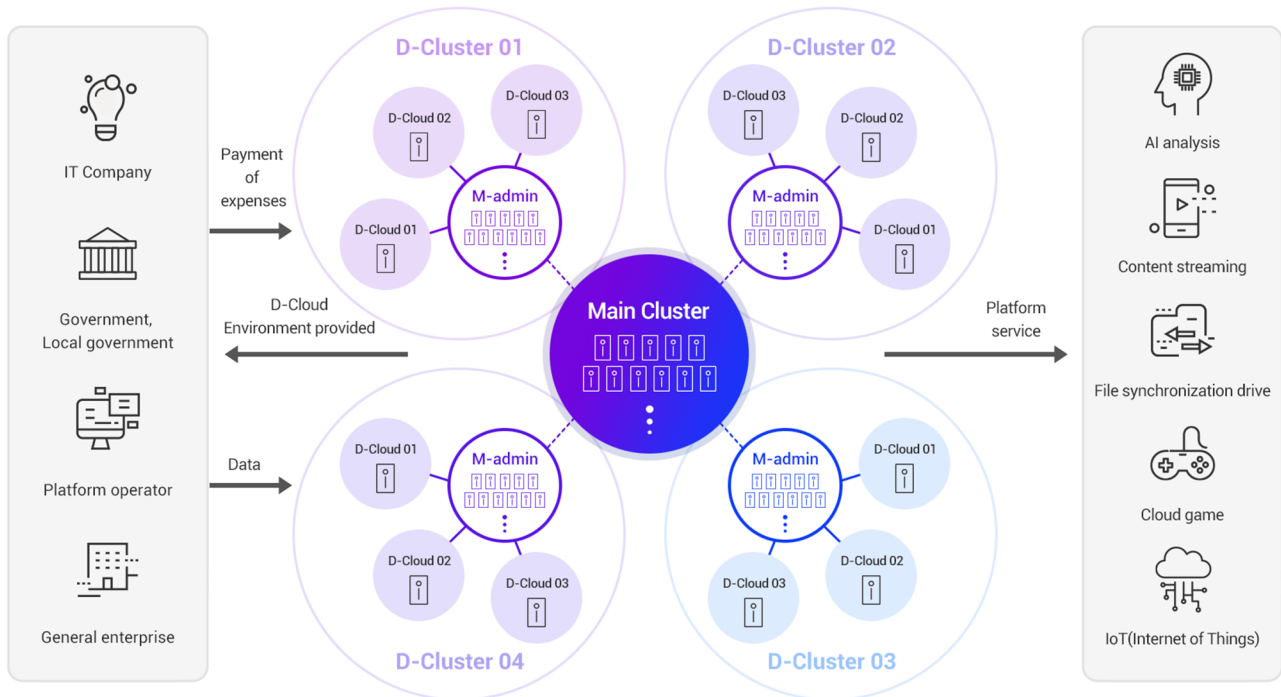 IT Company
Government,
Local government
Platform operator
General enterprise
Payment
of
expenses
D-Cloud
Environment provided
Data
D-Cluster 01
D-Cloud 03
D-Cloud 02
D-Cloud 01
M-admin
D-Cluster 02
D-Cloud 03
D-Cloud 02
D-Cloud 01
M-admin
Main Cluster
D-Cloud 01
M-admin
D-Cloud 02
D-Cloud 03
D-Cluster 04
M-admin
D-Cloud 01
D-Cloud 02
D-Cloud 03
D-Cluster 03
Platform
service
AI analysis
Content streaming
File synchronization drive
Cloud game
IoT(Internet of Things)